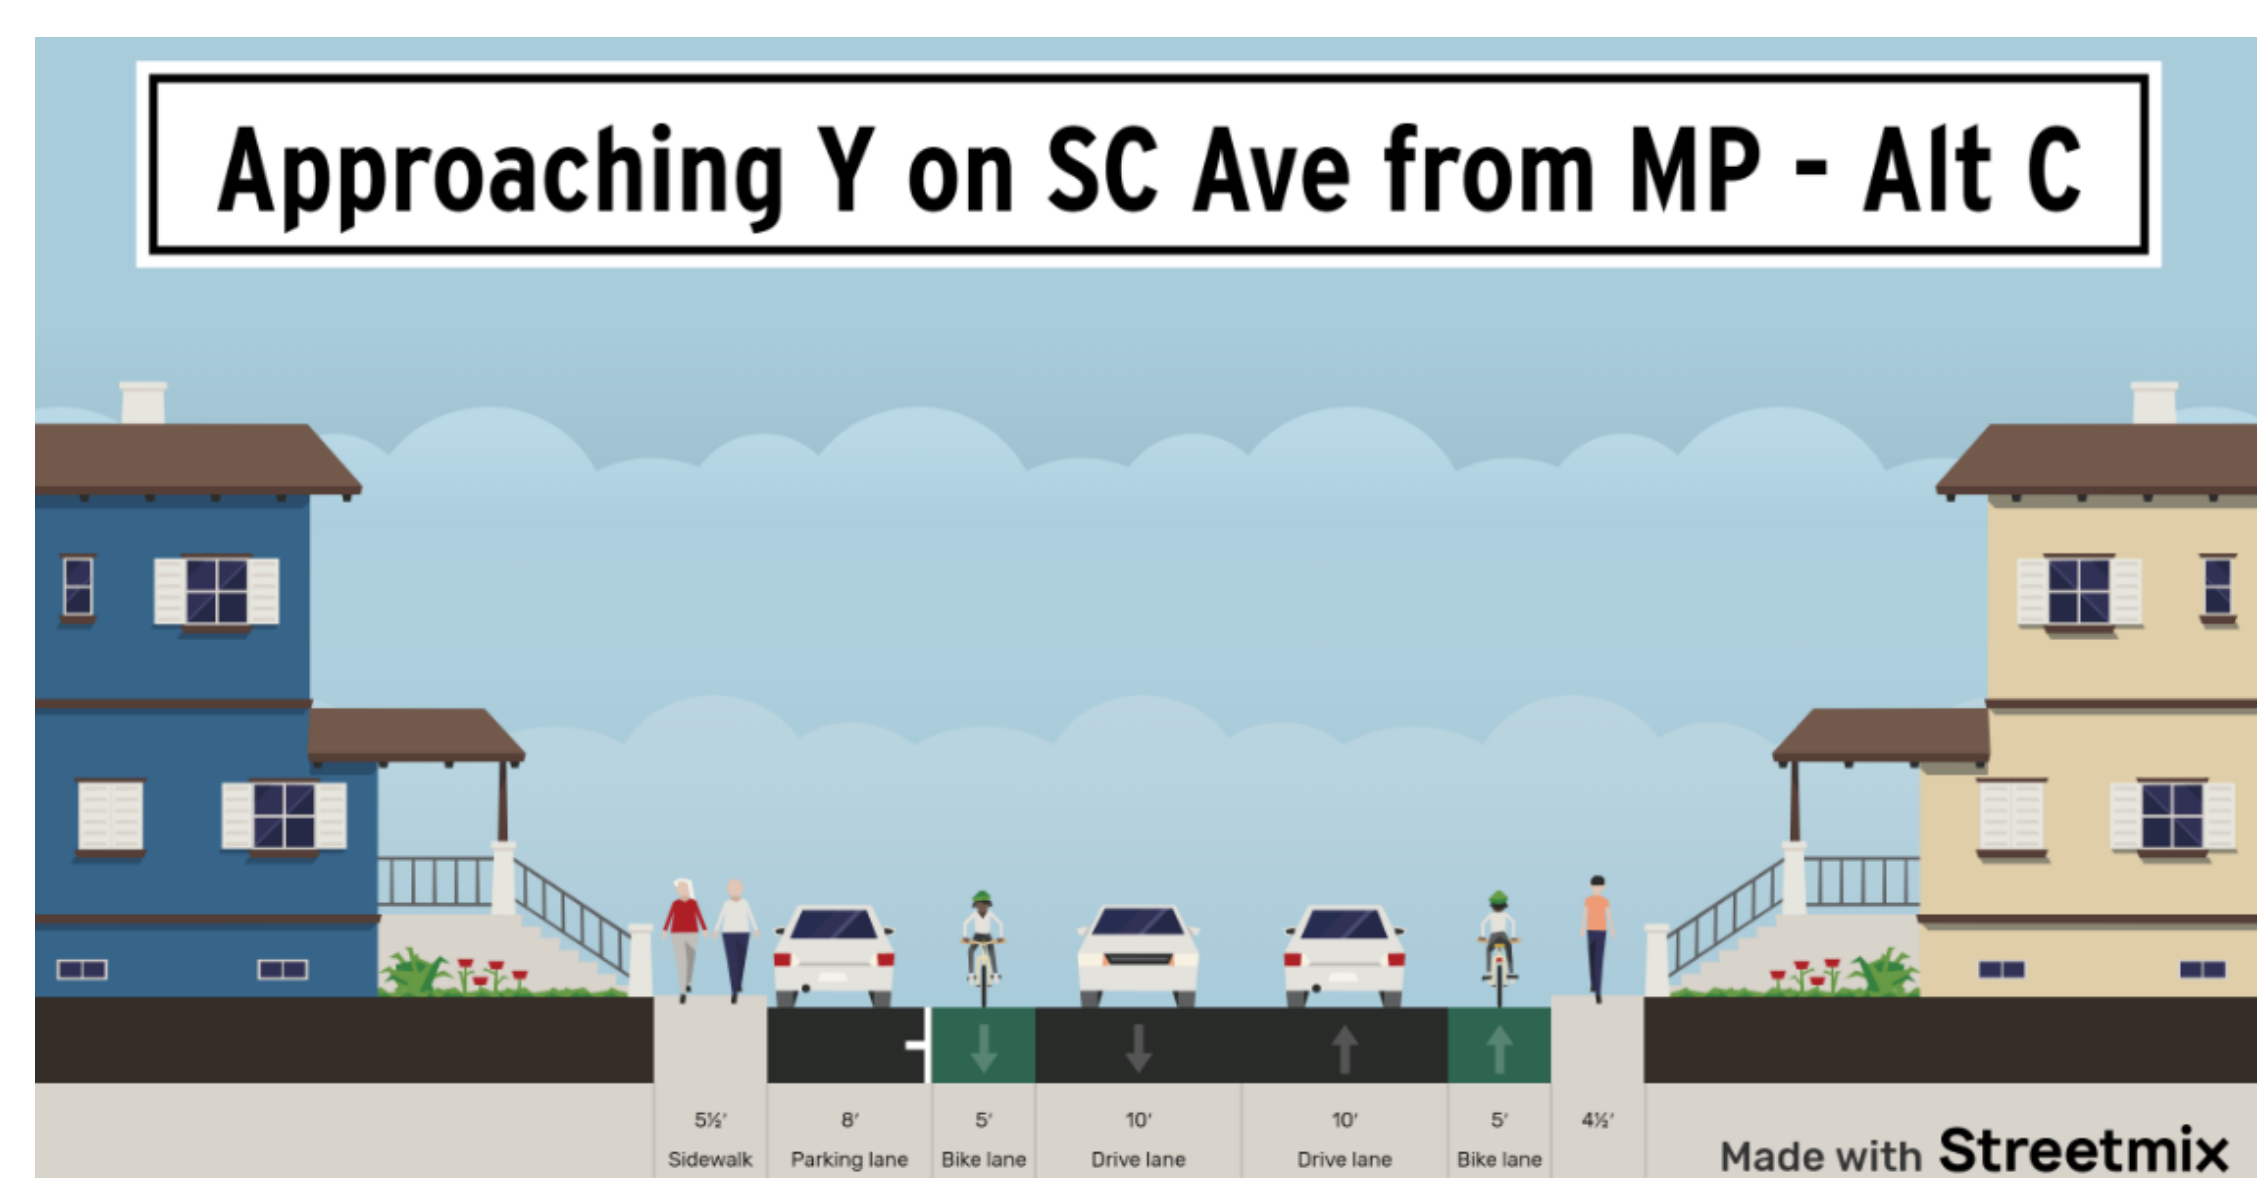 Approaching Y on SC Ave from MP - Alt C
5½' 8' 5' 10' 10' 5' 4½'
Sidewalk Parking lane Bike lane Drive lane Drive lane Bike lane
Made with Streetmix